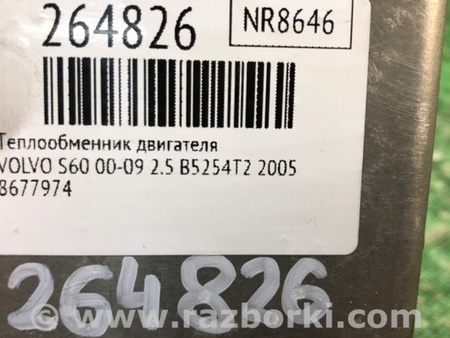 264826
NR8646
Теплообменник двигателя
VOLVO S60 00-09 2.5 B5254T2 2005
8677974
264826
www.razborki.com